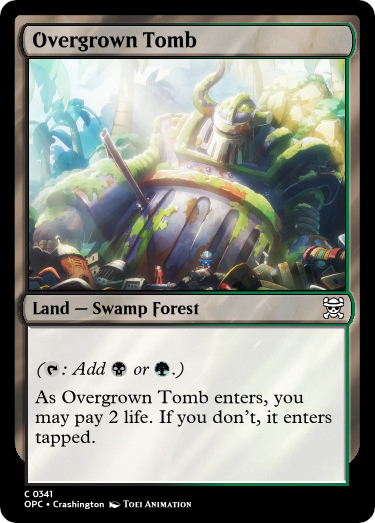 Overgrown Tomb
Land — Swamp Forest
(: Add or .)
As Overgrown Tomb enters, you
may pay 2 life. If you don't, it enters
tapped.
C 0341
OPC • Crashington Toei Animation